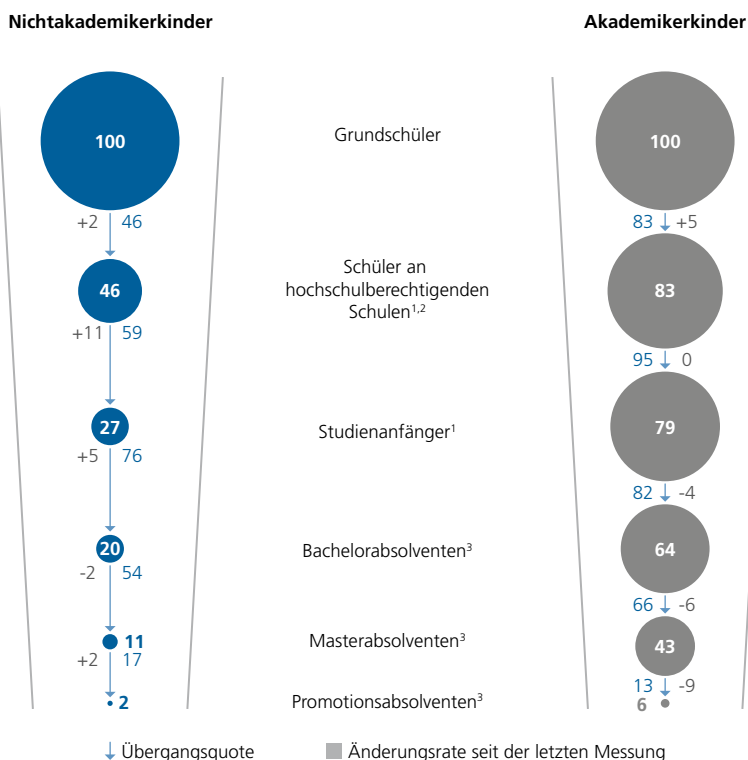 Nichtakademikerkinder Akademikerkinder
100 Grundschüler 100
+2 46 83 +5
46 Schüler an hochschulberechtigenden Schulen1,2 83
+11 59 95 0
27 Studienanfänger1 79
+5 76 82 -4
20 Bachelorabsolventen3 64
-2 54 66 -6
11 Masterabsolventen3 43
+2 17 13 -9
2 Promotionsabsolventen3 6
Übergangsquote Änderungsrate seit der letzten Messung